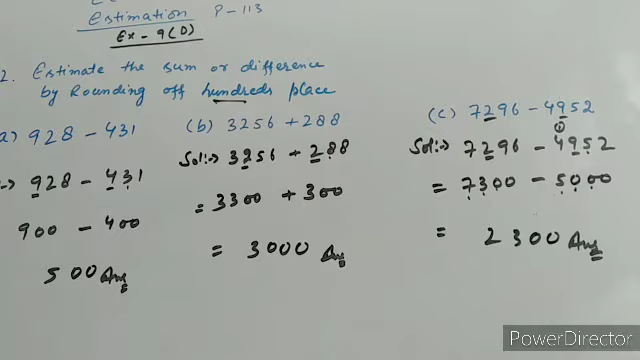 Estimation P-113
Ex-9(D)
2. Estimate the sum or difference
by Rounding off hundreds place
a) 928 - 431
928 - 431
900 - 400
500 Ans
(b) 3256 + 288
Sol:-> 3256 + 288
= 3300 + 300
= 3000 Ans
(c) 7296 - 4952
Sol:-> 7296 - 4952
= 7300 - 5000
= 2300 Ans
PowerDirector